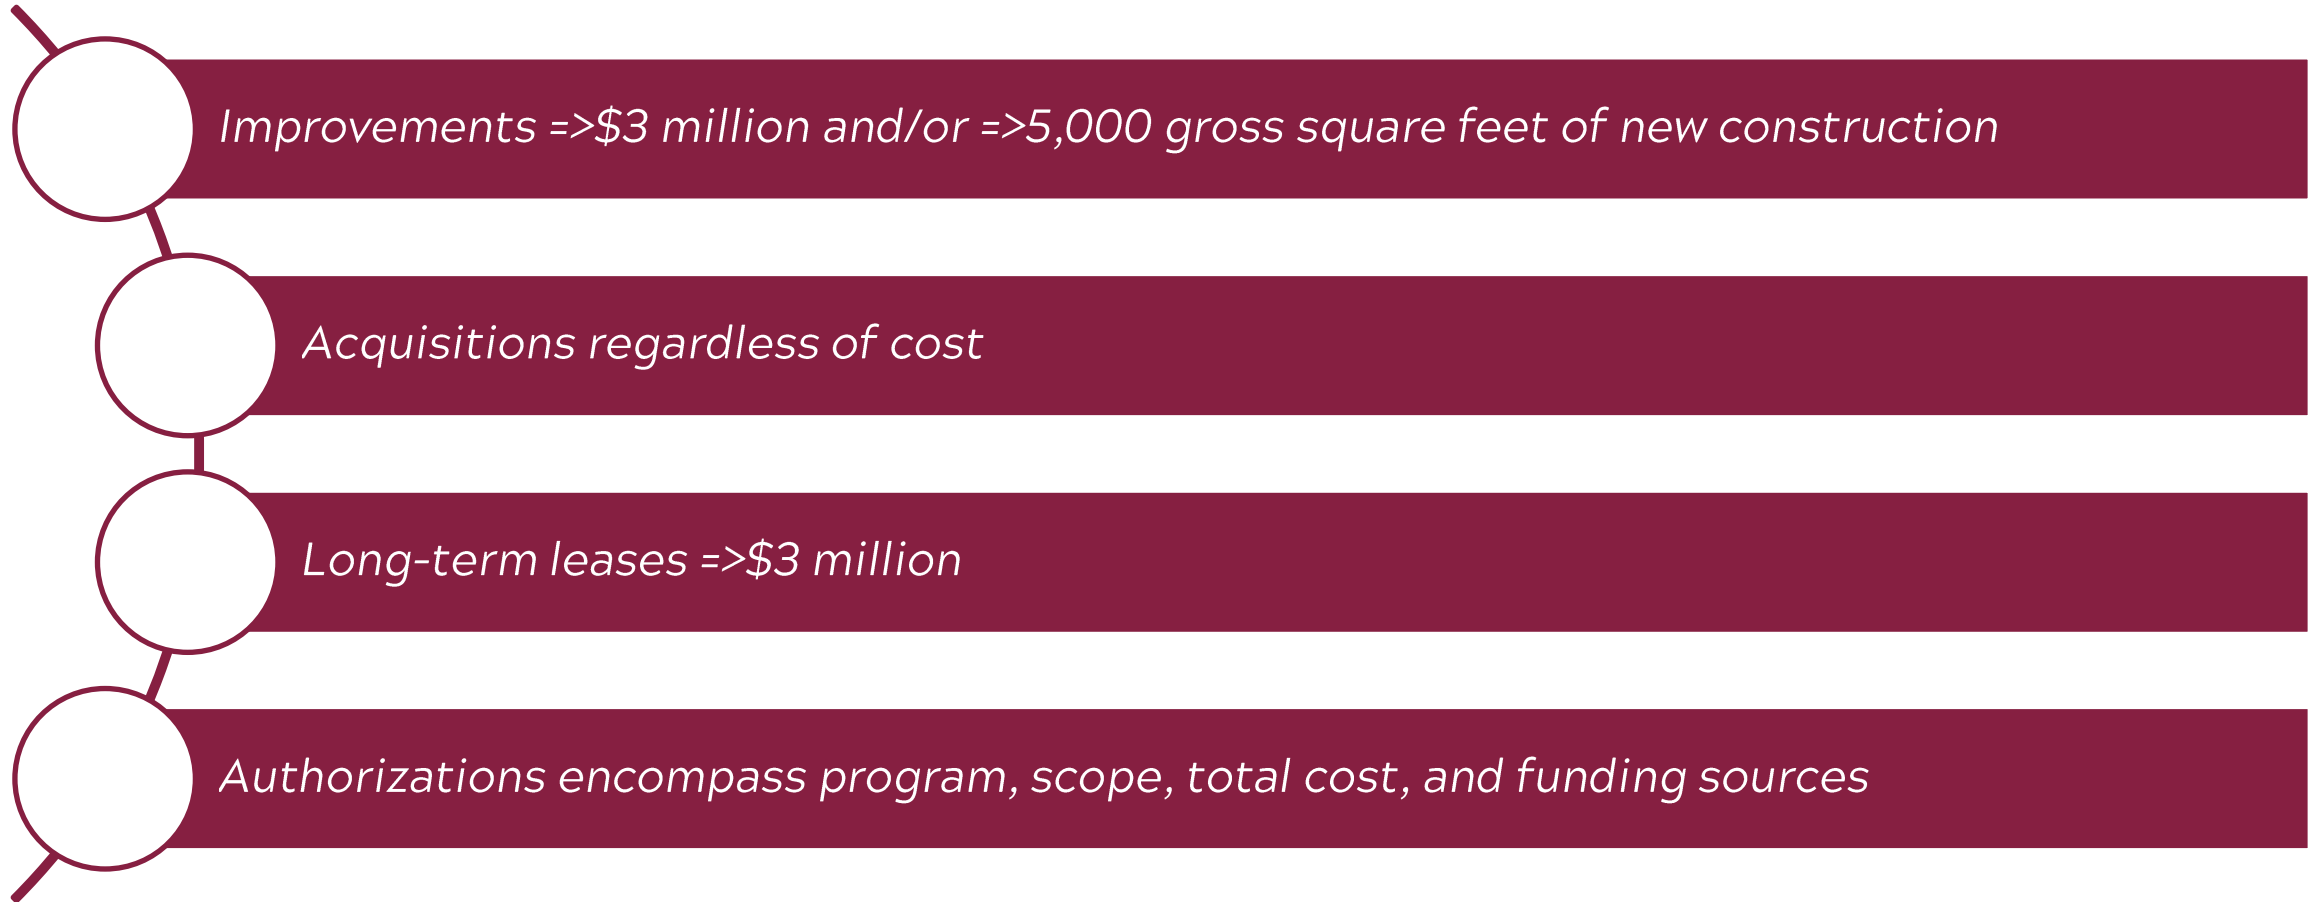 Improvements =>$3 million and/or =>5,000 gross square feet of new construction
Acquisitions regardless of cost
Long-term leases =>$3 million
Authorizations encompass program, scope, total cost, and funding sources